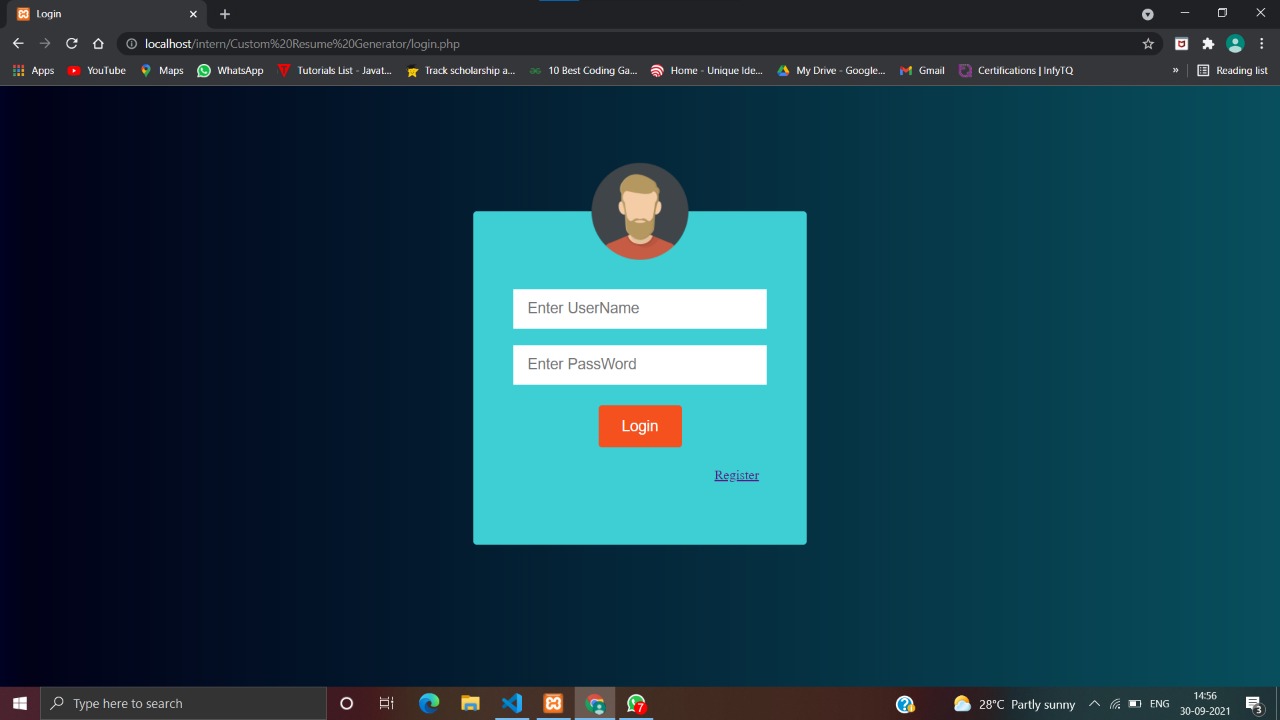 Login
localhost/intern/Custom%20Resume%20Generator/login.php
Apps YouTube Maps WhatsApp Tutorials List - Javat... Track scholarship a... 10 Best Coding Ga... Home - Unique Ide... My Drive - Google... Gmail Certifications | InfyTQ » Reading list
Enter UserName
Enter PassWord
Login
Register
Type here to search
7
28°C Partly sunny
ENG
14:56
30-09-2021
3